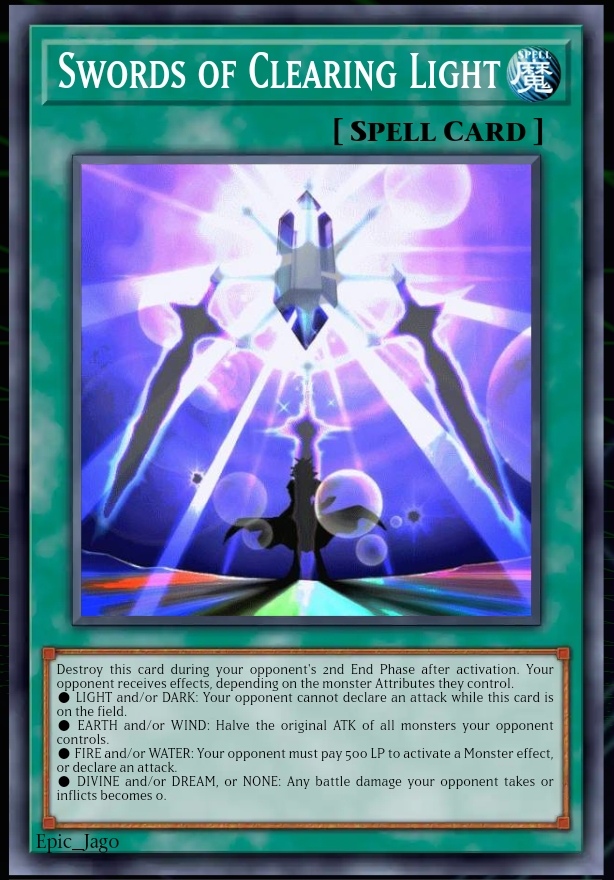 Swords of Clearing Light
SPELL
魔
[ Spell Card ]
Destroy this card during your opponent's 2nd End Phase after activation. Your
opponent receives effects, depending on the monster Attributes they control.
● LIGHT and/or DARK: Your opponent cannot declare an attack while this card is
on the field.
● EARTH and/or WIND: Halve the original ATK of all monsters your opponent
controls.
● FIRE and/or WATER: Your opponent must pay 500 LP to activate a Monster effect,
or declare an attack.
● DIVINE and/or DREAM, or NONE: Any battle damage your opponent takes or
inflicts becomes 0.
Epic_Jago